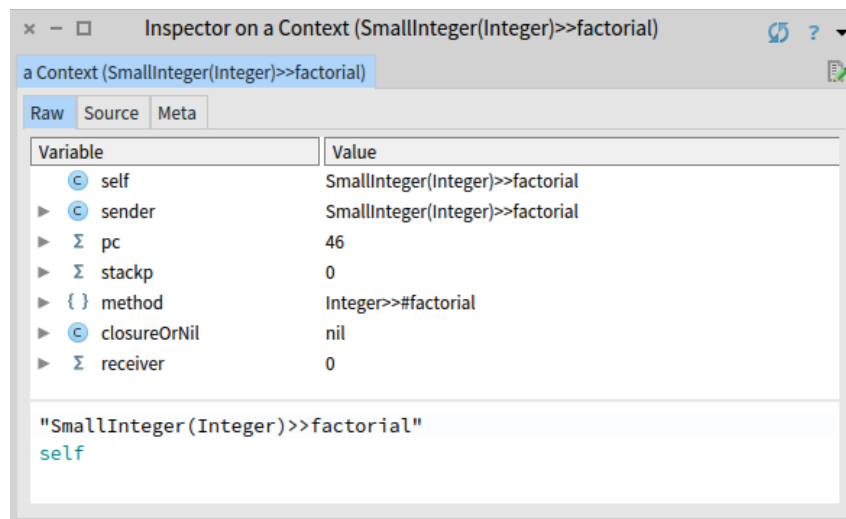 Inspector on a Context (SmallInteger(Integer)>>factorial)
?
a Context (SmallInteger(Integer)>>factorial)
Raw Source Meta
Variable Value
self SmallInteger(Integer)>>factorial
sender SmallInteger(Integer)>>factorial
Σ pc 46
Σ stackp 0
{ } method Integer>>#factorial
closureOrNil nil
Σ receiver 0
"SmallInteger(Integer)>>factorial"
self